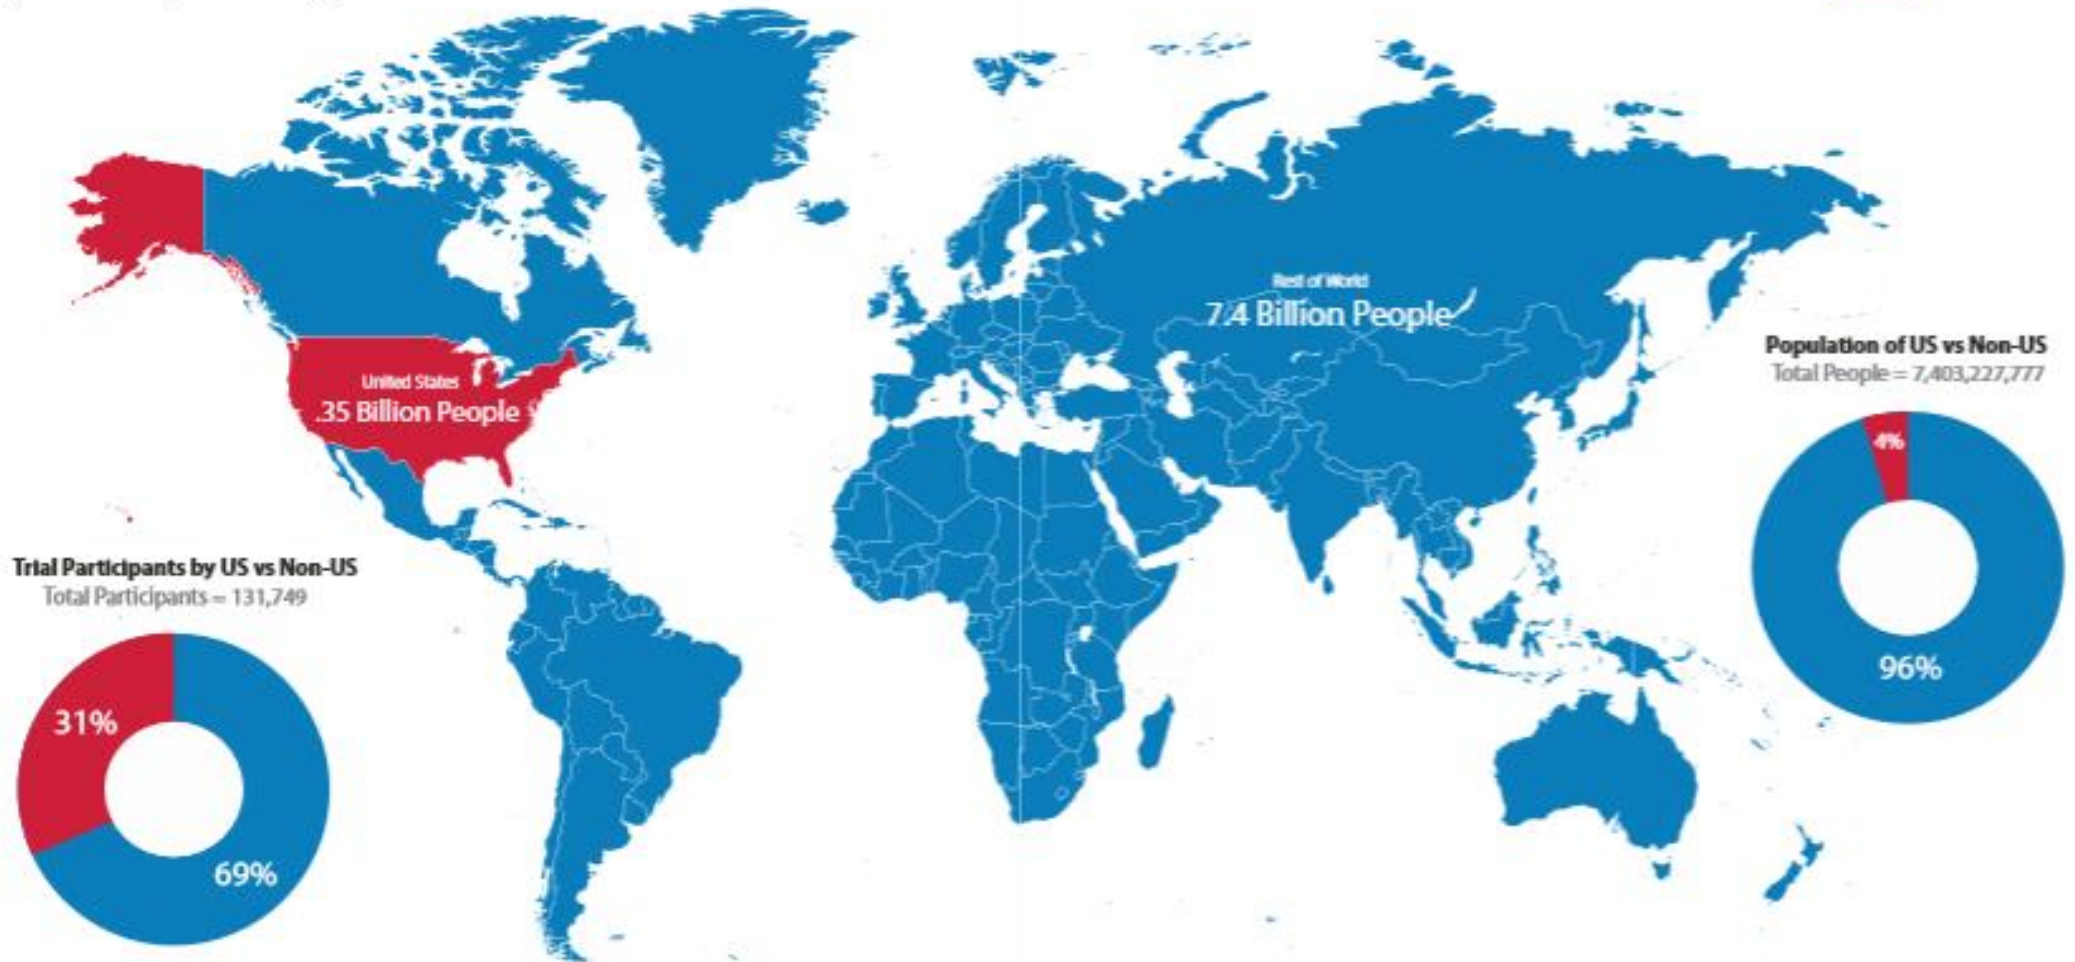 United States
.35 Billion People
Rest of World
7.4 Billion People
Population of US vs Non-US
Total People = 7,403,227,777
4%
96%
Trial Participants by US vs Non-US
Total Participants = 131,749
31%
69%